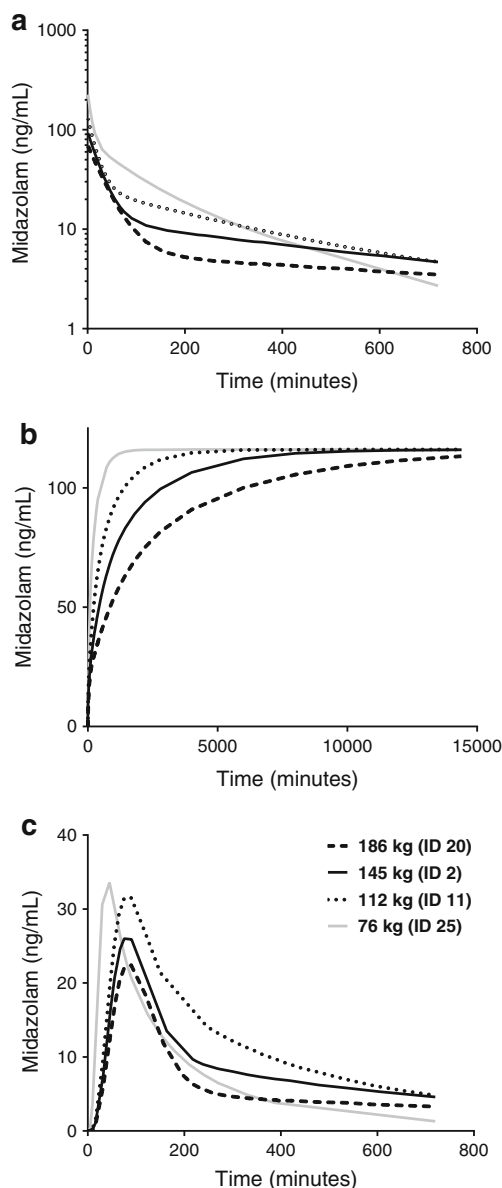 a
1000
100
10
1
Midazolam (ng/mL)
0 200 400 600 800
Time (minutes)
b
100
50
0
Midazolam (ng/mL)
0 5000 10000 15000
Time (minutes)
c
40
30
20
10
0
Midazolam (ng/mL)
186 kg (ID 20)
145 kg (ID 2)
112 kg (ID 11)
76 kg (ID 25)
0 200 400 600 800
Time (minutes)